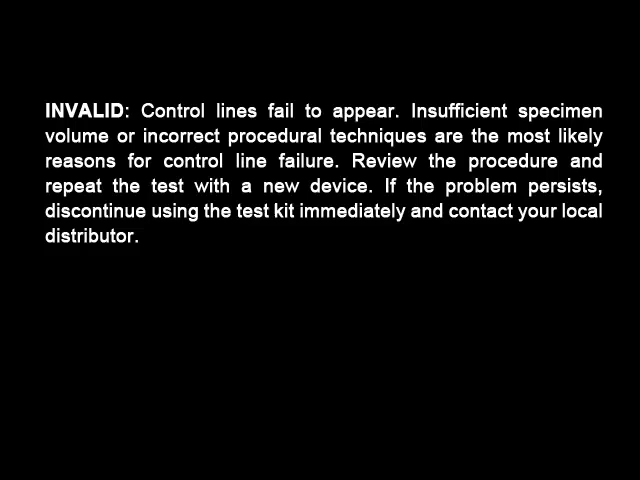 INVALID: Control lines fail to appear. Insufficient specimen
volume or incorrect procedural techniques are the most likely
reasons for control line failure. Review the procedure and
repeat the test with a new device. If the problem persists,
discontinue using the test kit immediately and contact your local
distributor.